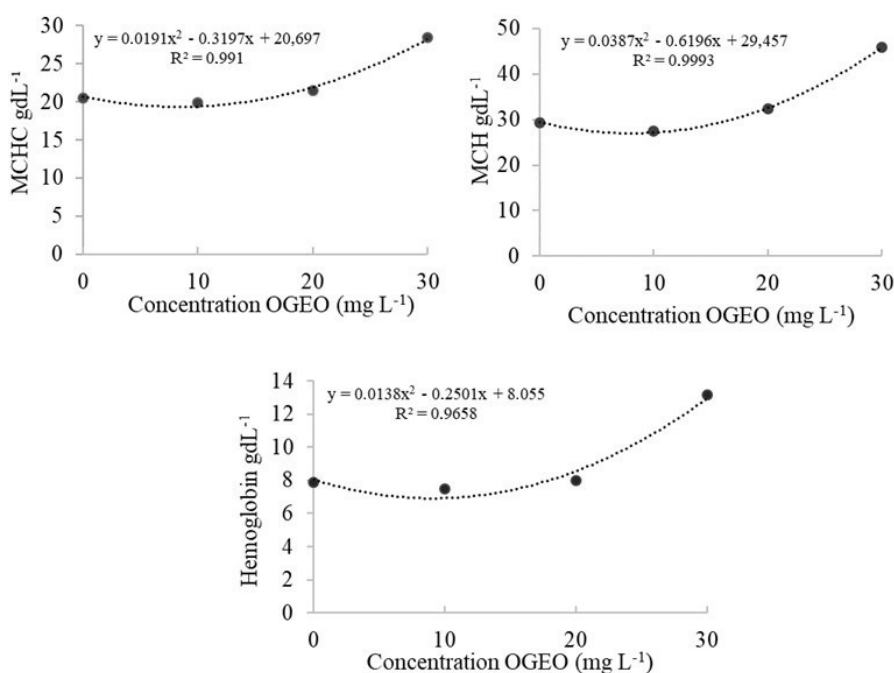 y = 0.0191x² - 0.3197x + 20,697
R² = 0.991
MCHC gdL⁻¹
30
25
20
15
10
5
0
0 10 20 30
Concentration OGEO (mg L⁻¹)
y = 0.0387x² - 0.6196x + 29,457
R² = 0.9993
MCH gdL⁻¹
50
40
30
20
10
0
0 10 20 30
Concentration OGEO (mg L⁻¹)
y = 0.0138x² - 0.2501x + 8.055
R² = 0.9658
Hemoglobin gdL⁻¹
14
12
10
8
6
4
2
0
0 10 20 30
Concentration OGEO (mg L⁻¹)